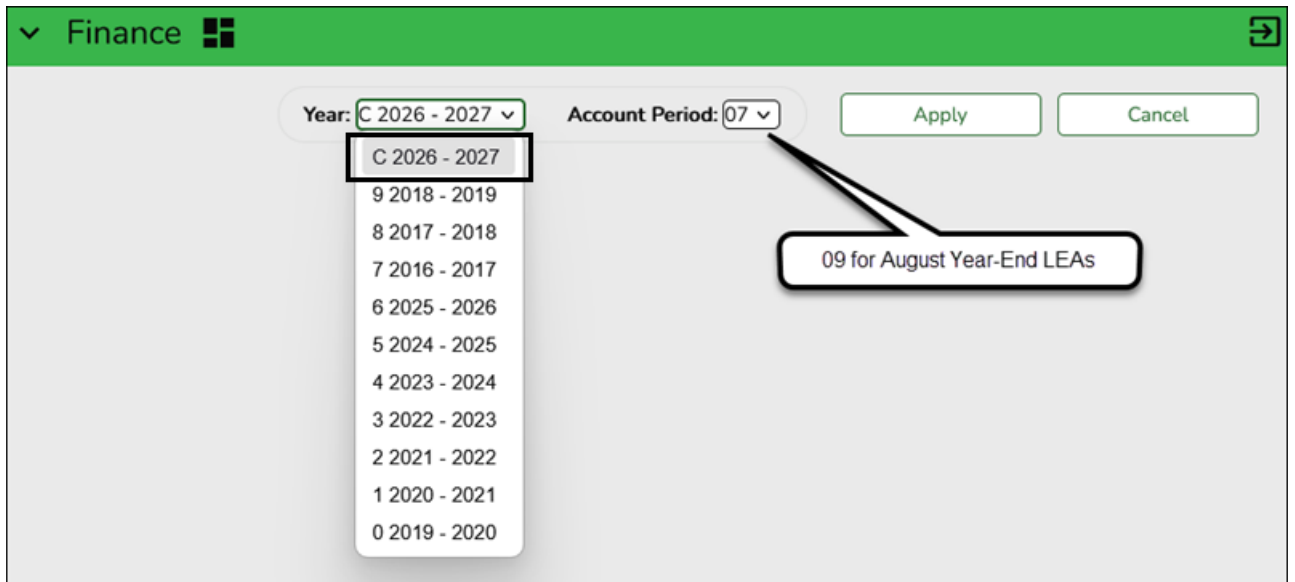 Finance
Year: C 2026 - 2027 Account Period: 07 Apply Cancel
C 2026 - 2027
9 2018 - 2019
8 2017 - 2018
7 2016 - 2017
6 2025 - 2026
5 2024 - 2025
4 2023 - 2024
3 2022 - 2023
2 2021 - 2022
1 2020 - 2021
0 2019 - 2020
09 for August Year-End LEAs